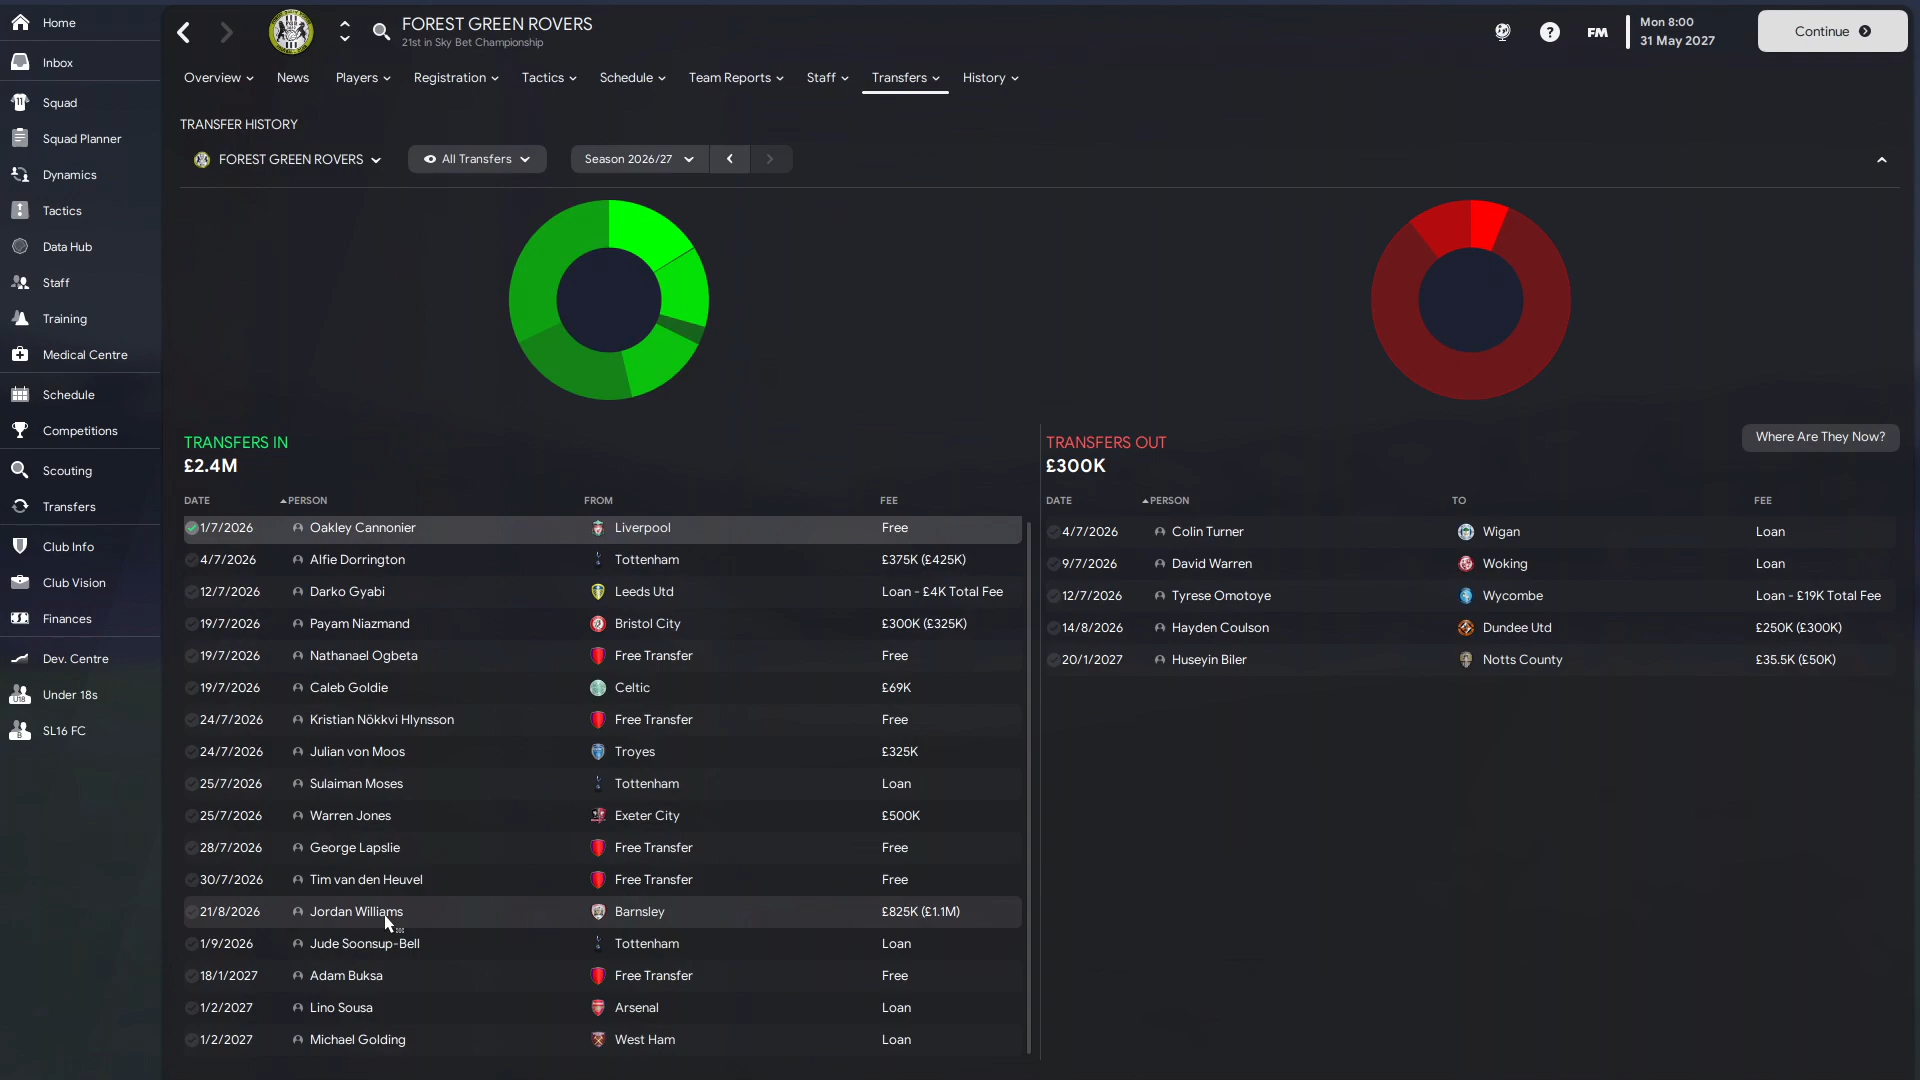 Home
Inbox
Squad
Squad Planner
Dynamics
Tactics
Data Hub
Staff
Training
Medical Centre
Schedule
Competitions
Scouting
Transfers
Club Info
Club Vision
Finances
Dev. Centre
Under 18s
SL16 FC
FOREST GREEN ROVERS
21st in Sky Bet Championship
FM
Mon 8:00
31 May 2027
Continue
Overview News Players Registration Tactics Schedule Team Reports Staff Transfers History
TRANSFER HISTORY
FOREST GREEN ROVERS All Transfers Season 2026/27
TRANSFERS IN
£2.4M
DATE PERSON FROM FEE
1/7/2026 Oakley Cannonier Liverpool Free
4/7/2026 Alfie Dorrington Tottenham £375K (£425K)
12/7/2026 Darko Gyabi Leeds Utd Loan - £4K Total Fee
19/7/2026 Payam Niazmand Bristol City £300K (£325K)
19/7/2026 Nathanael Ogbeta Free Transfer Free
19/7/2026 Caleb Goldie Celtic £69K
24/7/2026 Kristian Nökkvi Hlynsson Free Transfer Free
24/7/2026 Julian von Moos Troyes £325K
25/7/2026 Sulaiman Moses Tottenham Loan
25/7/2026 Warren Jones Exeter City £500K
28/7/2026 George Lapslie Free Transfer Free
30/7/2026 Tim van den Heuvel Free Transfer Free
21/8/2026 Jordan Williams Barnsley £825K (£1.1M)
1/9/2026 Jude Soonsup-Bell Tottenham Loan
18/1/2027 Adam Buksa Free Transfer Free
1/2/2027 Lino Sousa Arsenal Loan
1/2/2027 Michael Golding West Ham Loan
TRANSFERS OUT
£300K
Where Are They Now?
DATE PERSON TO FEE
4/7/2026 Colin Turner Wigan Loan
9/7/2026 David Warren Woking Loan
12/7/2026 Tyrese Omotoye Wycombe Loan - £19K Total Fee
14/8/2026 Hayden Coulson Dundee Utd £250K (£300K)
20/1/2027 Huseyin Biler Notts County £35.5K (£50K)